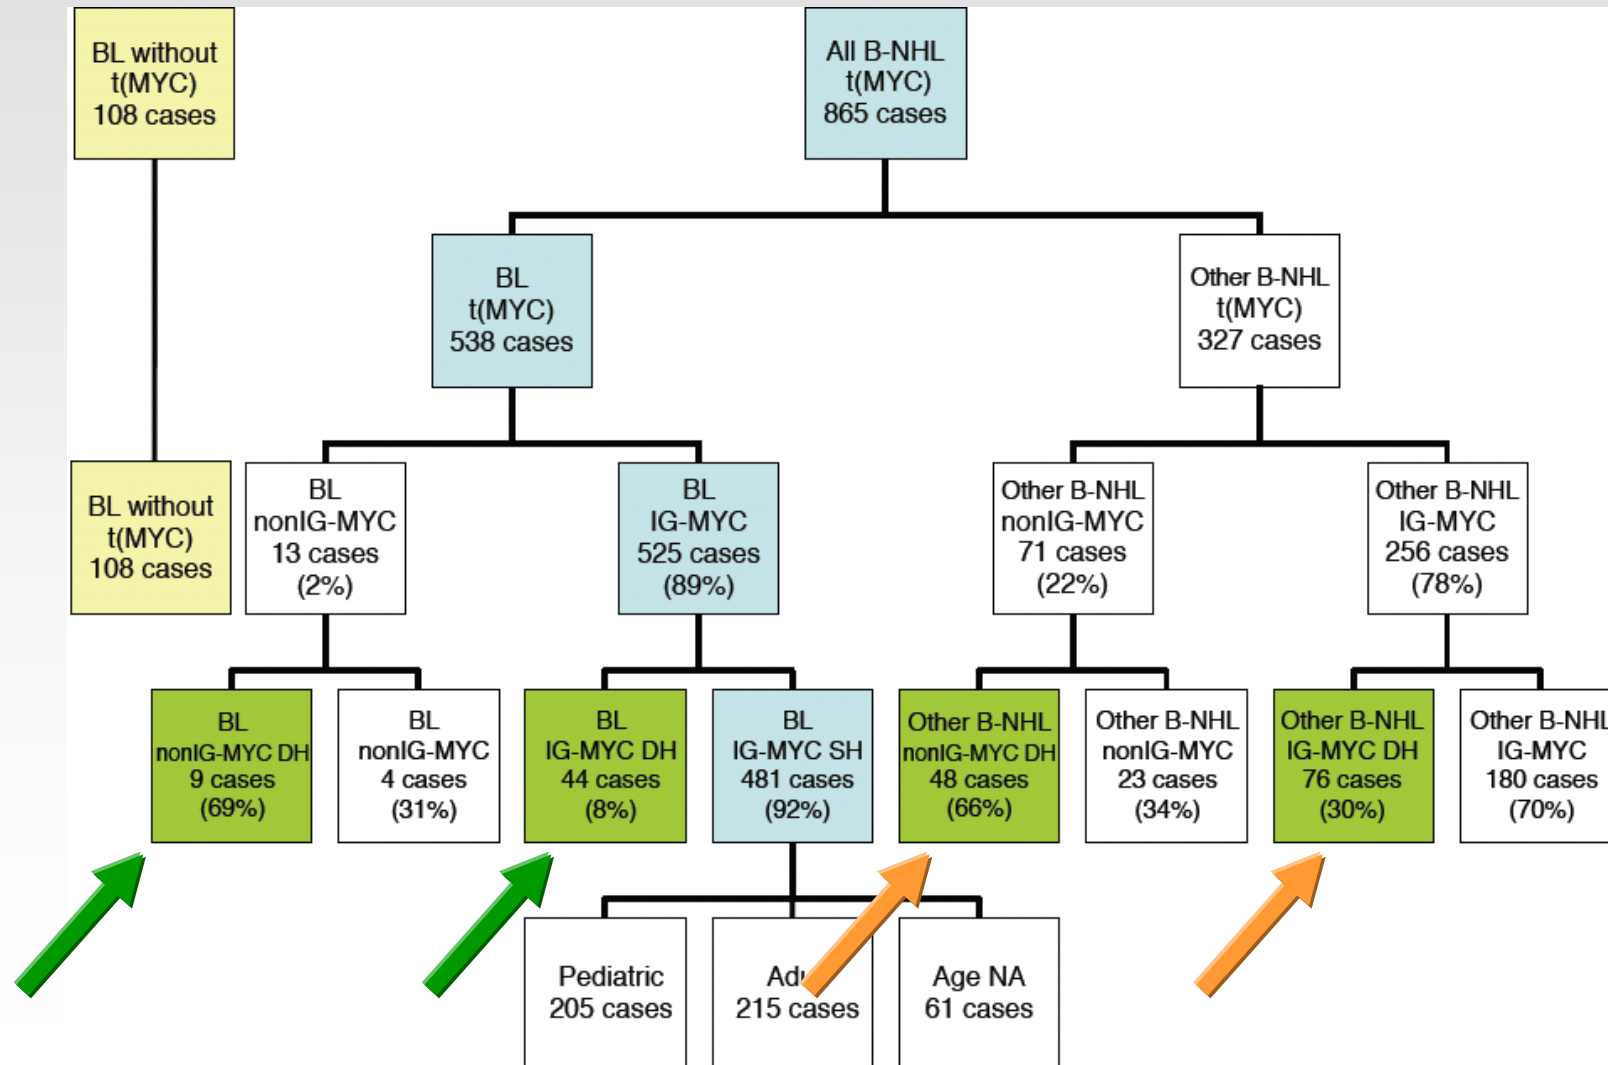 BL without
t(MYC)
108 cases
All B-NHL
t(MYC)
865 cases
BL
t(MYC)
538 cases
Other B-NHL
t(MYC)
327 cases
BL without
t(MYC)
108 cases
BL
nonIG-MYC
13 cases
(2%)
BL
IG-MYC
525 cases
(89%)
Other B-NHL
nonIG-MYC
71 cases
(22%)
Other B-NHL
IG-MYC
256 cases
(78%)
BL
nonIG-MYC DH
9 cases
(69%)
BL
nonIG-MYC
4 cases
(31%)
BL
IG-MYC DH
44 cases
(8%)
BL
IG-MYC SH
481 cases
(92%)
Other B-NHL
nonIG-MYC DH
48 cases
(66%)
Other B-NHL
nonIG-MYC
23 cases
(34%)
Other B-NHL
IG-MYC DH
76 cases
(30%)
Other B-NHL
IG-MYC
180 cases
(70%)
Pediatric
205 cases
215 cases
Age NA
61 cases